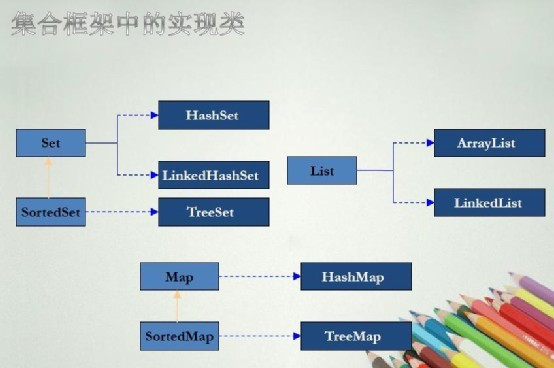 集合框架中的实现类
HashSet
Set
ArrayList
LinkedHashSet
List
SortedSet
TreeSet
LinkedList
Map
HashMap
SortedMap
TreeMap